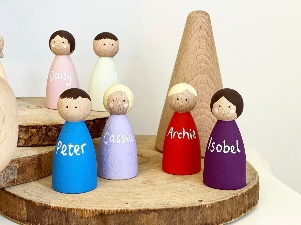 Daisy
Peter
Cassie
Archie
Isobel